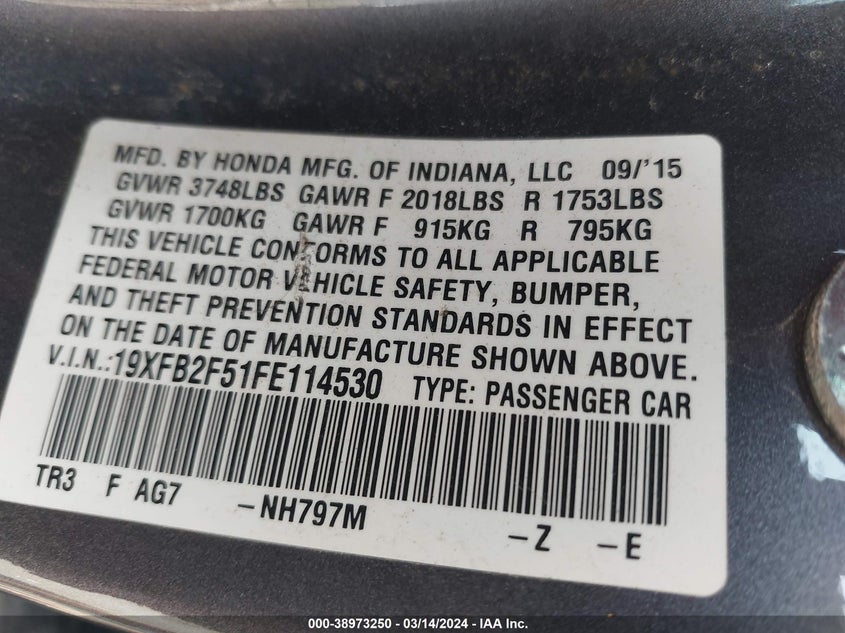 MFD. BY HONDA MFG. OF INDIANA, LLC 09/'15
GVWR 3748LBS GAWR F 2018LBS R 1753LBS
GVWR 1700KG GAWR F 915KG R 795KG
THIS VEHICLE CONFORMS TO ALL APPLICABLE
FEDERAL MOTOR VEHICLE SAFETY, BUMPER,
AND THEFT PREVENTION STANDARDS IN EFFECT
ON THE DATE OF MANUFACTURE SHOWN ABOVE.
V.I.N.:19XFB2F51FE114530 TYPE: PASSENGER CAR
TR3 F AG7 -NH797M -Z -E
000-38973250 - 03/14/2024 - IAA Inc.